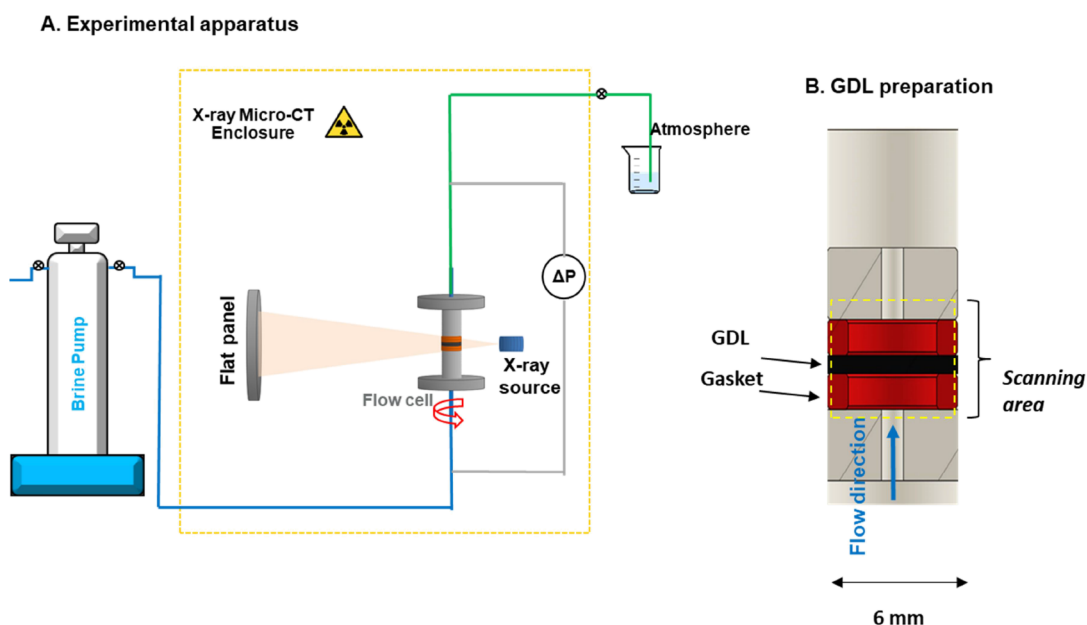 A. Experimental apparatus
X-ray Micro-CT
Enclosure
Atmosphere
Brine Pump
Flat panel
ΔP
X-ray
source
Flow cell
B. GDL preparation
GDL
Gasket
Scanning
area
Flow direction
6 mm